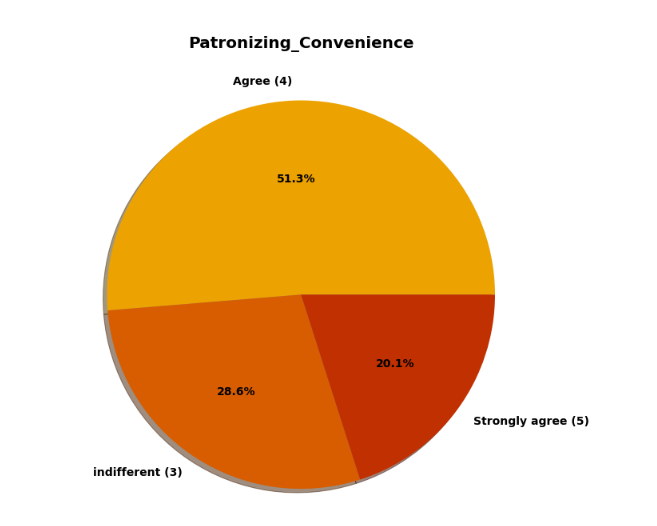 Patronizing_Convenience
Agree (4)
51.3%
20.1%
28.6%
Strongly agree (5)
indifferent (3)